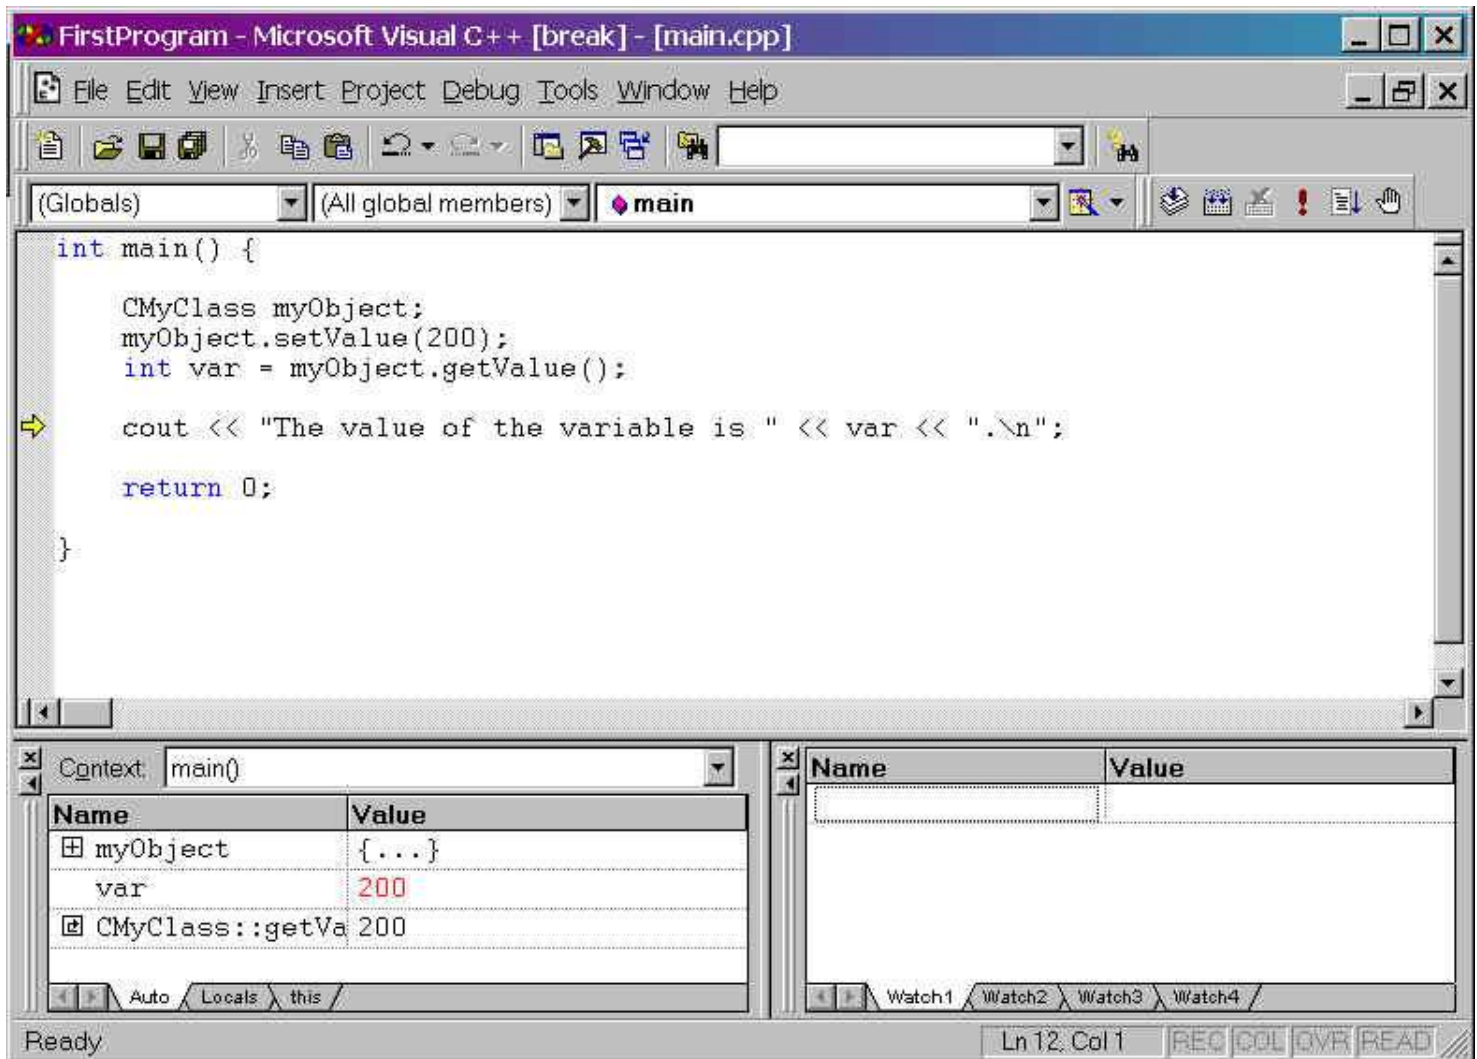 FirstProgram - Microsoft Visual C++ [break] - [main.cpp]
File Edit View Insert Project Debug Tools Window Help
(Globals) (All global members) main
int main() {
CMyClass myObject;
myObject.setValue(200);
int var = myObject.getValue();
cout << "The value of the variable is " << var << ".\n";
return 0;
}
Context: main()
Name Value
myObject {...}
var 200
CMyClass::getVa 200
Auto Locals this
Name Value
Watch1 Watch2 Watch3 Watch4
Ready Ln 12, Col 1 REC COL OVR READ